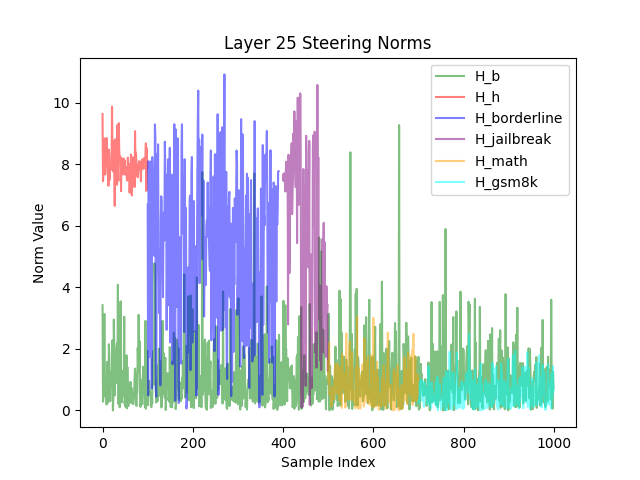 Layer 25 Steering Norms
H_b
H_h
H_borderline
H_jailbreak
H_math
H_gsm8k
Norm Value
10
8
6
4
2
0
0 200 400 600 800 1000
Sample Index